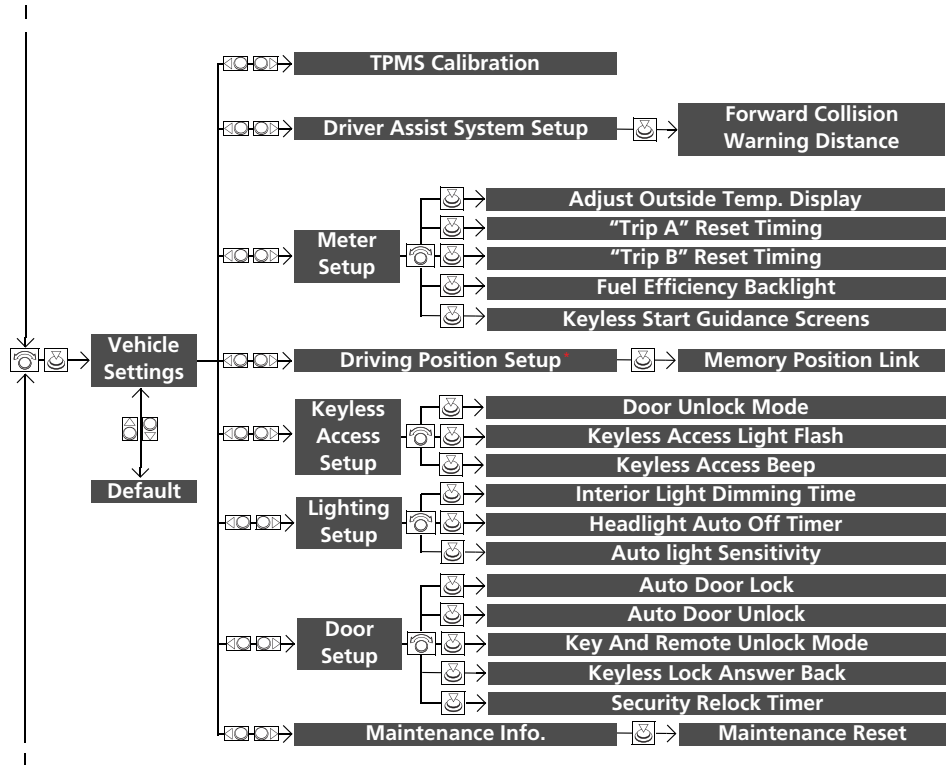 TPMS Calibration
Driver Assist System Setup
Forward Collision
Warning Distance
Meter
Setup
Adjust Outside Temp. Display
“Trip A” Reset Timing
“Trip B” Reset Timing
Fuel Efficiency Backlight
Keyless Start Guidance Screens
Vehicle
Settings
Default
Driving Position Setup*
Memory Position Link
Keyless
Access
Setup
Door Unlock Mode
Keyless Access Light Flash
Keyless Access Beep
Lighting
Setup
Interior Light Dimming Time
Headlight Auto Off Timer
Auto light Sensitivity
Door
Setup
Auto Door Lock
Auto Door Unlock
Key And Remote Unlock Mode
Keyless Lock Answer Back
Security Relock Timer
Maintenance Info.
Maintenance Reset